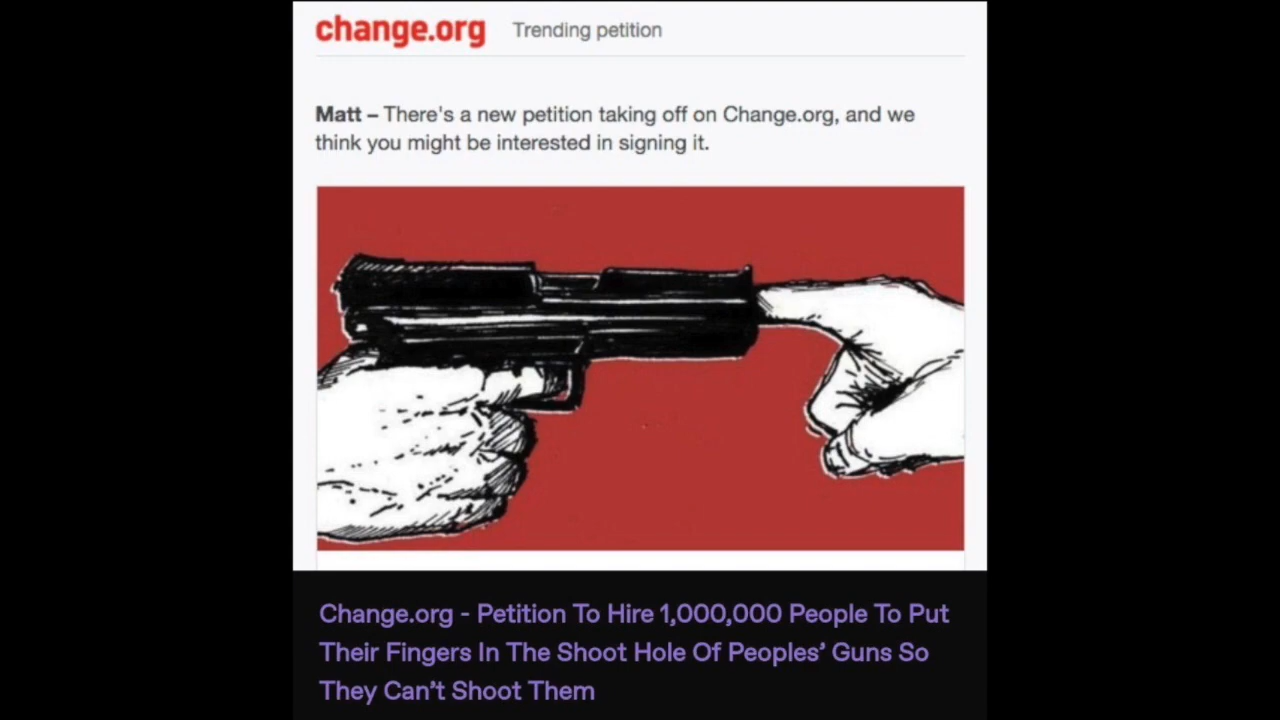 change.org Trending petition
Matt – There's a new petition taking off on Change.org, and we
think you might be interested in signing it.
Change.org - Petition To Hire 1,000,000 People To Put
Their Fingers In The Shoot Hole Of Peoples’ Guns So
They Can’t Shoot Them